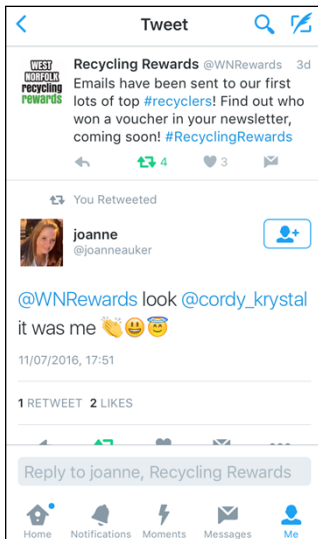 Tweet
WEST
NORFOLK
recycling
rewards
Recycling Rewards @WNRewards 3d
Emails have been sent to our first
lots of top #recyclers! Find out who
won a voucher in your newsletter,
coming soon! #RecyclingRewards
4 3
You Retweeted
joanne
@joanneauker
@WNRewards look @cordy_krystal
it was me 👏😃😇
11/07/2016, 17:51
1 RETWEET 2 LIKES
Reply to joanne, Recycling Rewards
Home Notifications Moments Messages Me